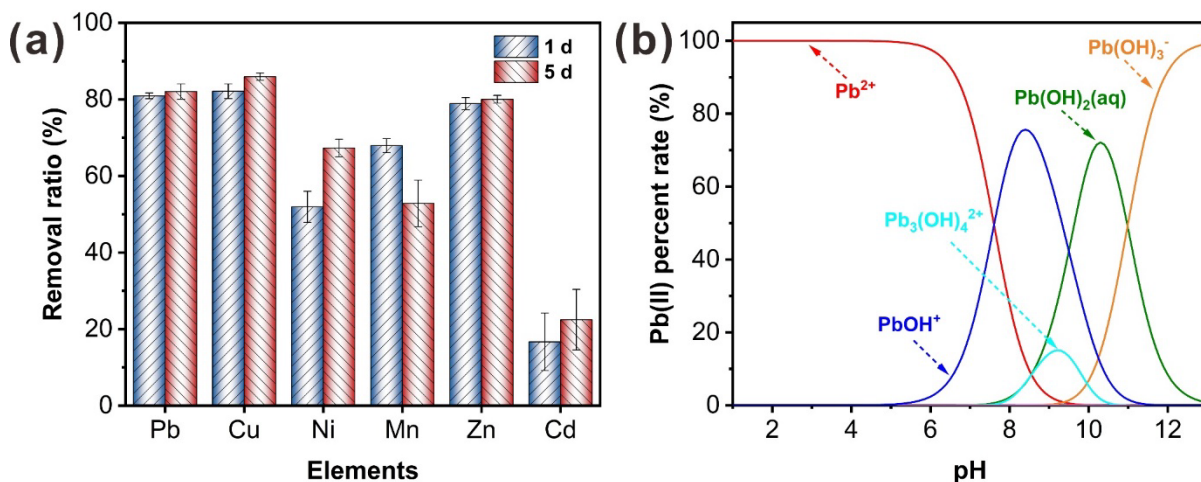 (a)
Removal ratio (%)
100
80
60
40
20
0
1 d
5 d
Pb Cu Ni Mn Zn Cd
Elements
(b)
Pb(II) percent rate (%)
100
80
60
40
20
0
Pb²⁺
Pb(OH)₃⁻
Pb(OH)₂(aq)
Pb₃(OH)₄²⁺
PbOH⁺
2 4 6 8 10 12
pH